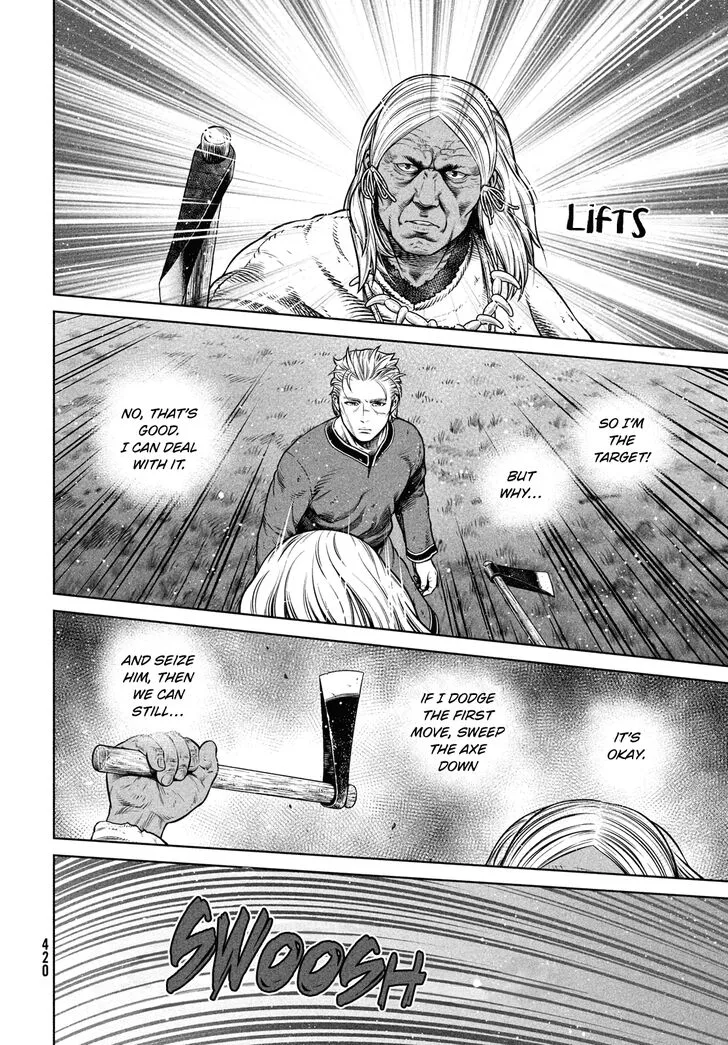 LiFTS
SO I'M
THE
TARGET!
BUT
WHY...
NO, THAT'S
GOOD.
I CAN DEAL
WITH IT.
IT'S
OKAY.
IF I DODGE
THE FIRST
MOVE, SWEEP
THE AXE
DOWN
AND SEIZE
HIM, THEN
WE CAN
STILL...
SWOOSH
420